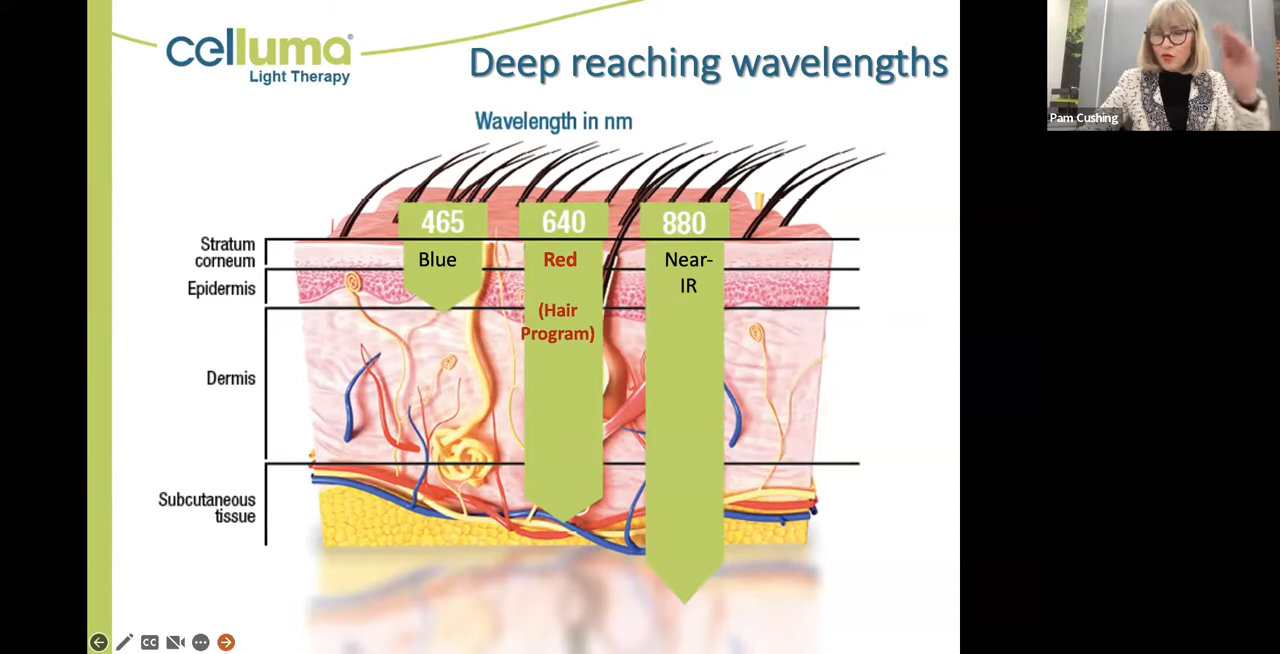 celluma®
Light Therapy
Deep reaching wavelengths
Pam Cushing
Wavelength in nm
465
640
880
Stratum
corneum
Blue
Red
Near-
IR
Epidermis
(Hair
Program)
Dermis
Subcutaneous
tissue
CC